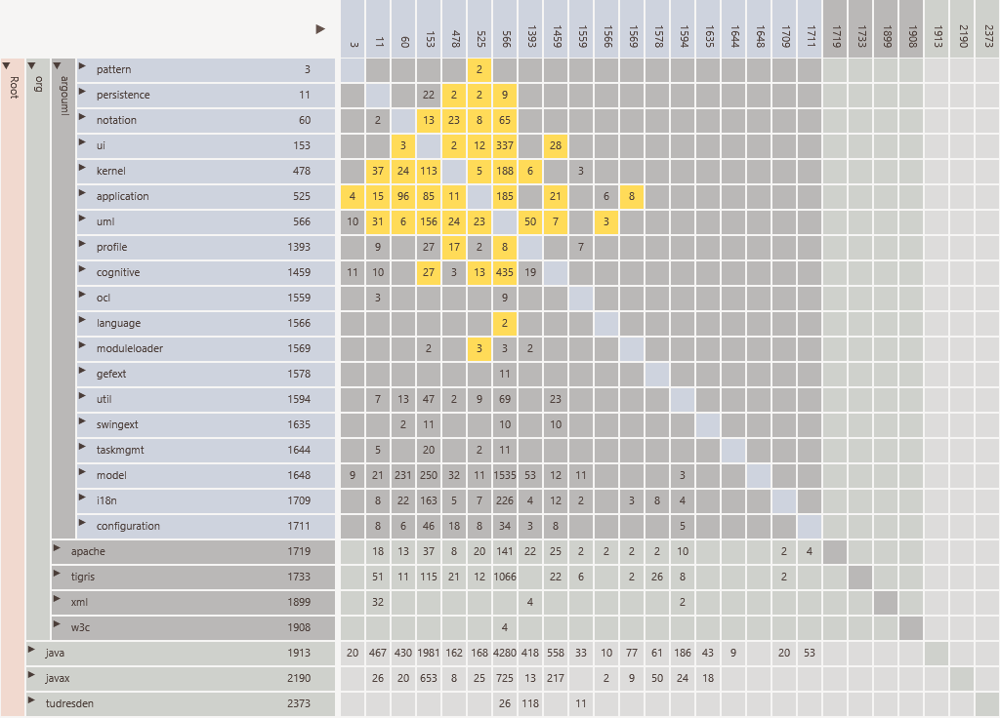 3 11 60 153 478 525 566 1393 1459 1559 1566 1569 1578 1594 1635 1644 1648 1709 1711 1719 1733 1899 1908 1913 2190 2373
Root
org
argouml
pattern 3 2
persistence 11 22 2 2 9
notation 60 2 13 23 8 65
ui 153 3 2 12 337 28
kernel 478 37 24 113 5 188 6 3
application 525 4 15 96 85 11 185 21 6 8
uml 566 10 31 6 156 24 23 50 7 3
profile 1393 9 27 17 2 8 7
cognitive 1459 11 10 27 3 13 435 19
ocl 1559 3 9
language 1566 2
moduleloader 1569 2 3 3 2
gefext 1578 11
util 1594 7 13 47 2 9 69 23
swingext 1635 2 11 10 10
taskmgmt 1644 5 20 2 11
model 1648 9 21 231 250 32 11 1535 53 12 11 3
i18n 1709 8 22 163 5 7 226 4 12 2 3 8 4
configuration 1711 8 6 46 18 8 34 3 8 5
apache 1719 18 13 37 8 20 141 22 25 2 2 2 2 10 2 4
tigris 1733 51 11 115 21 12 1066 22 6 2 26 8 2
xml 1899 32 4 2
w3c 1908 4
java 1913 20 467 430 1981 162 168 4280 418 558 33 10 77 61 186 43 9 20 53
javax 2190 26 20 653 8 25 725 13 217 2 9 50 24 18
tudresden 2373 26 118 11